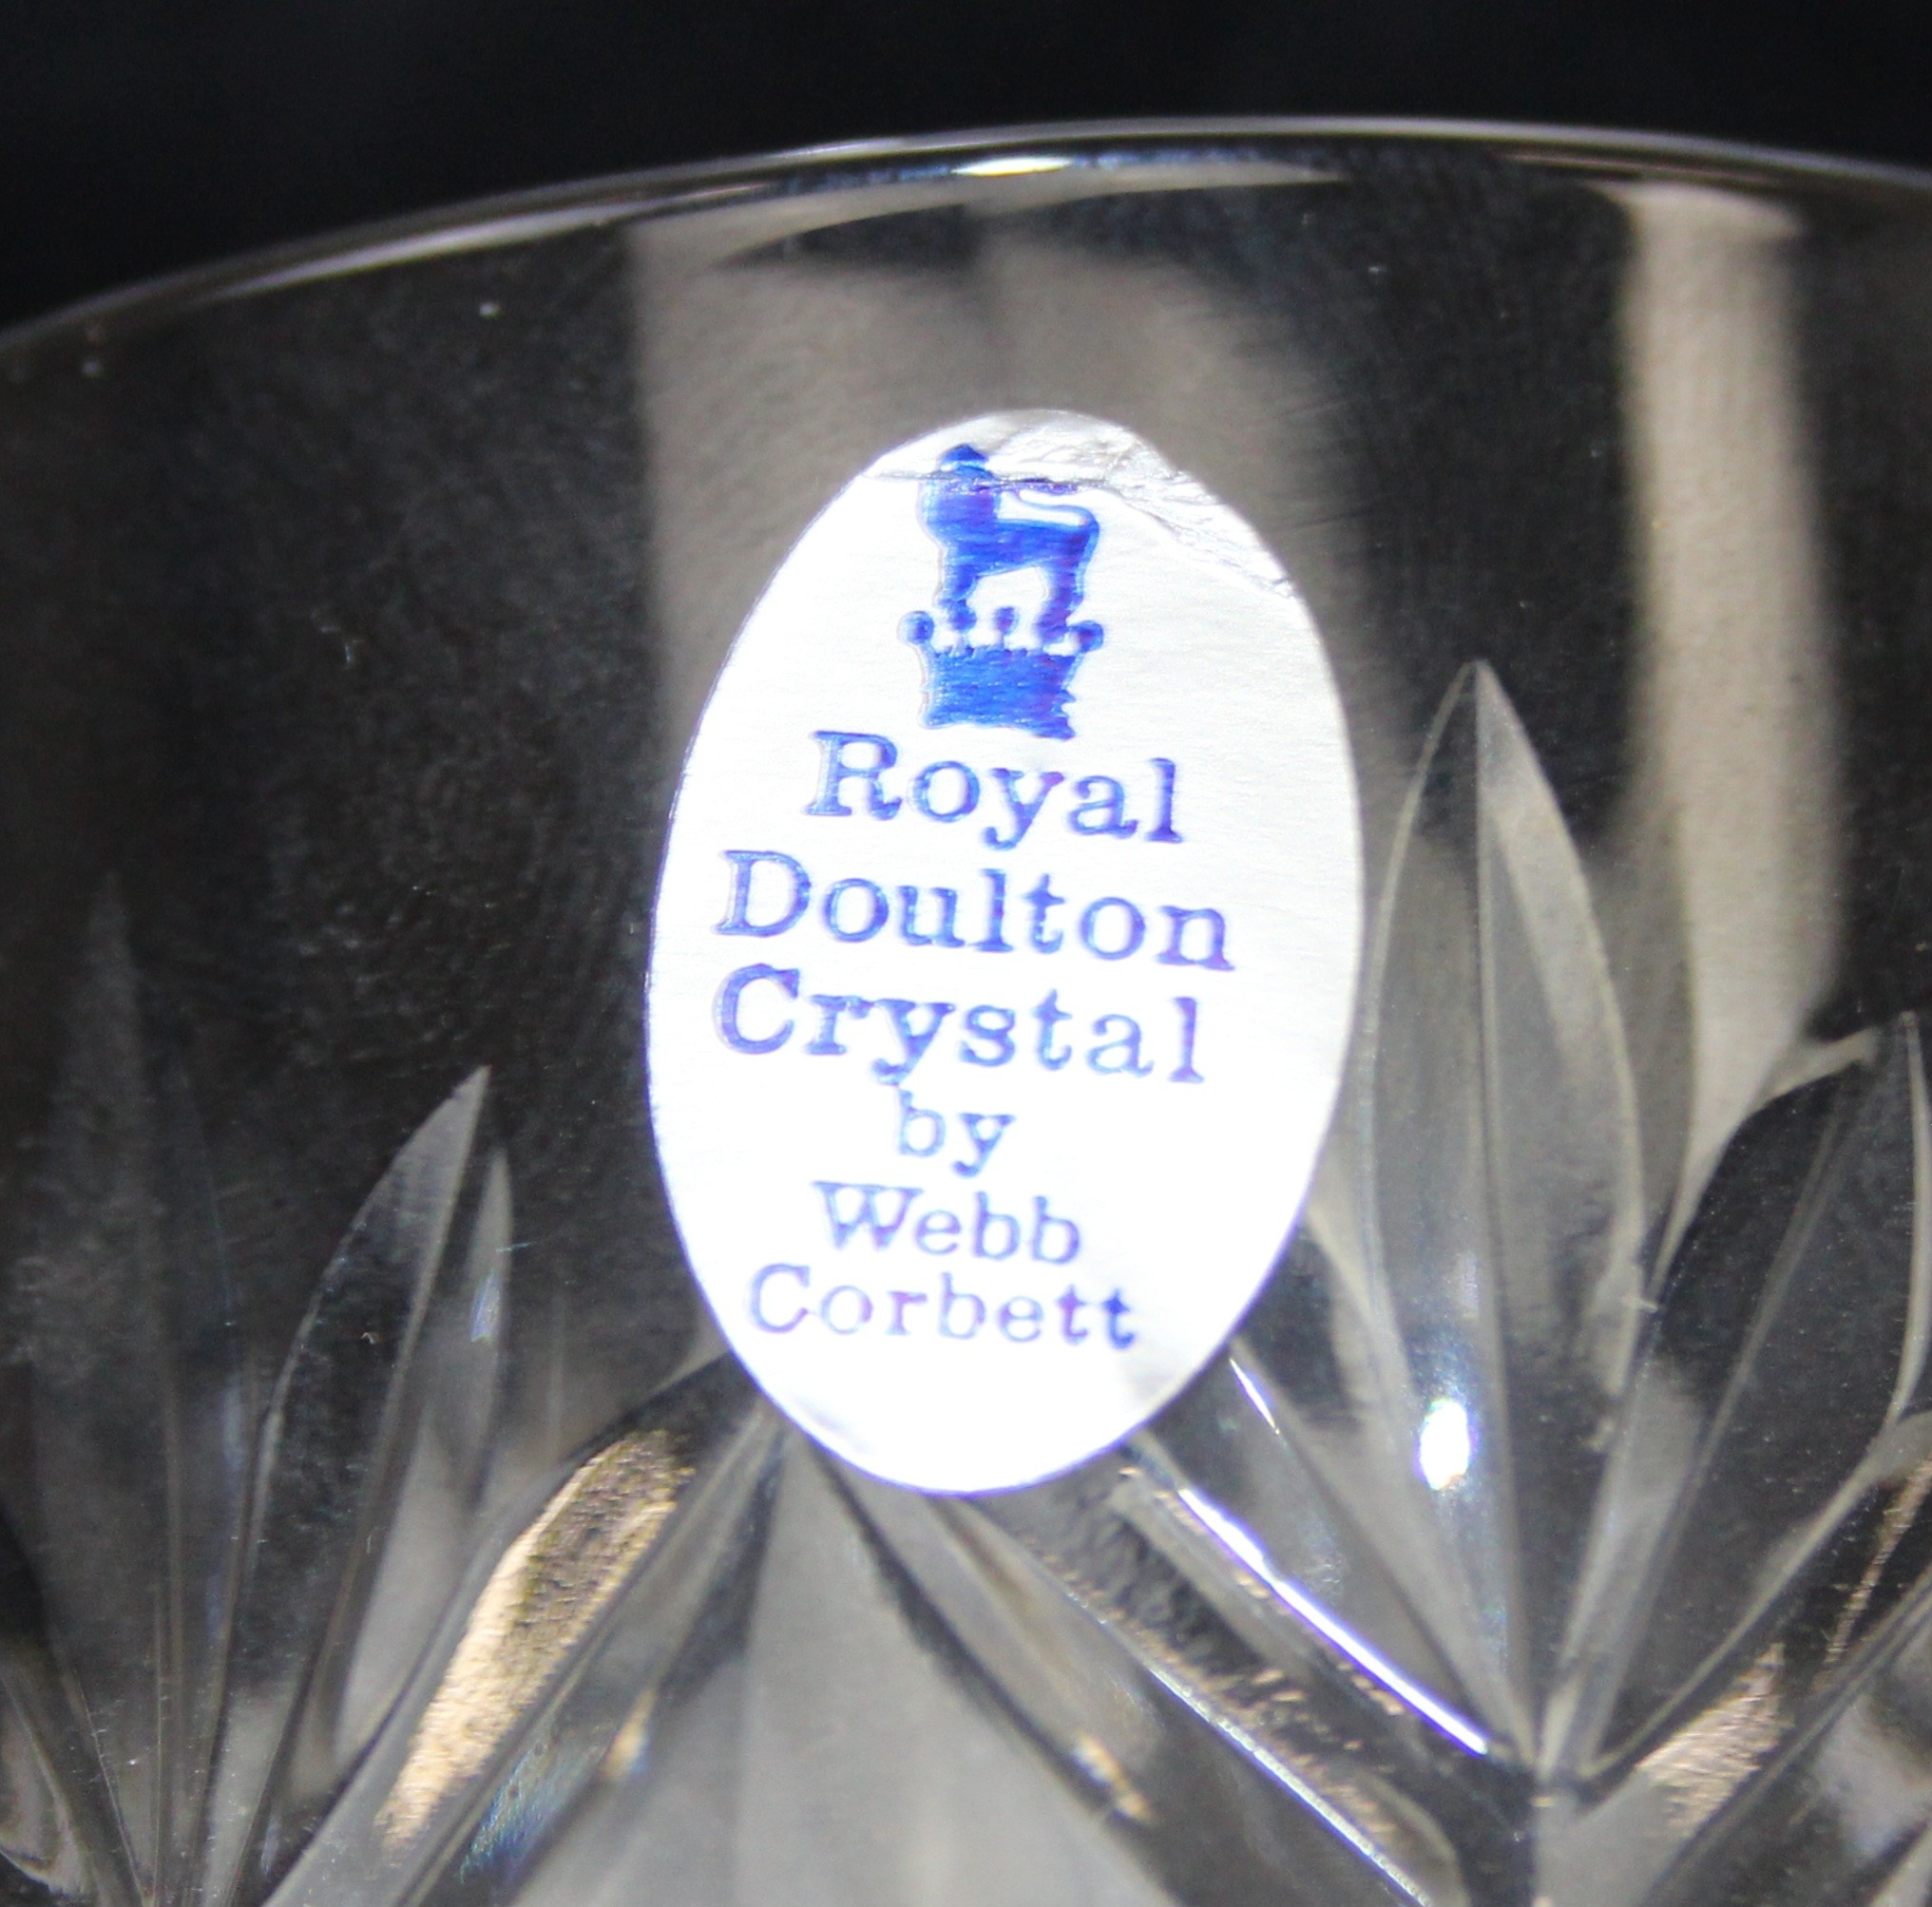 Royal
Doulton
Crystal
by
Webb
Corbett